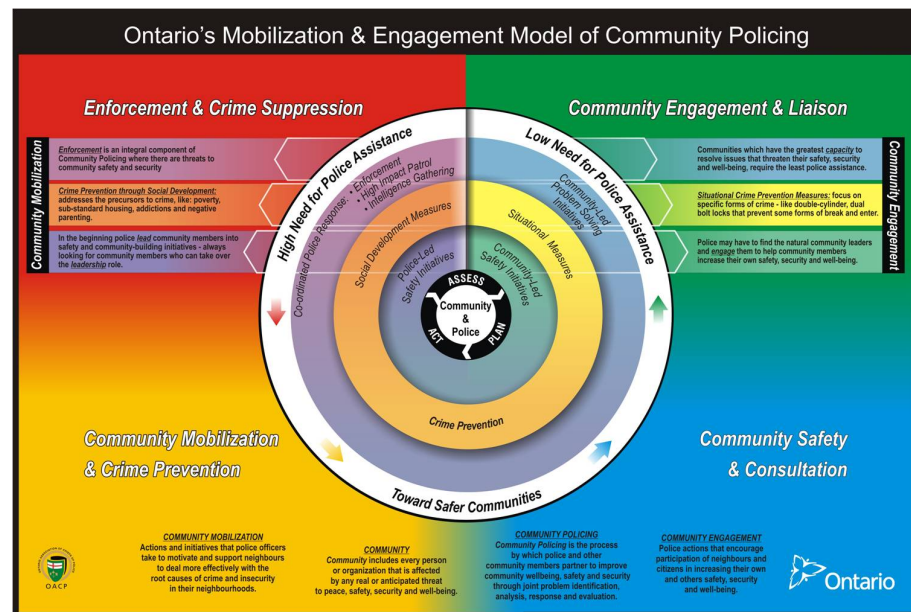 Ontario's Mobilization & Engagement Model of Community Policing
Enforcement & Crime Suppression
Community Engagement & Liaison
Community Mobilization
Enforcement is an integral component of
Community Policing where there are threats to
community safety and security
Crime Prevention through Social Development:
addresses the precursors to crime, like: poverty,
sub-standard housing, addictions and negative
parenting.
In the beginning police lead community members into
safety and community-building initiatives - always
looking for community members who can take over
the leadership role.
High Need for Police Assistance
Low Need for Police Assistance
Co-ordinated Police Response:
• Enforcement
• High Impact Patrol
• Intelligence Gathering
Social Development Measures
Police-Led
Safety Initiatives
Community-Led
Problem Solving
Initiatives
Situational Measures
Community-Led
Safety Initiatives
ASSESS
Community
&
Police
ACT
PLAN
Crime Prevention
Toward Safer Communities
Communities which have the greatest capacity to
resolve issues that threaten their safety, security
and well-being, require the least police assistance.
Situational Crime Prevention Measures; focus on
specific forms of crime - like double-cylinder, dual
bolt locks that prevent some forms of break and enter.
Police may have to find the natural community leaders
and engage them to help community members
increase their own safety, security and well-being.
Community Engagement
Community Mobilization
& Crime Prevention
Community Safety
& Consultation
OACP
COMMUNITY MOBILIZATION
Actions and initiatives that police officers
take to motivate and support neighbours
to deal more effectively with the
root causes of crime and insecurity
in their neighbourhoods.
COMMUNITY
Community includes every person
or organization that is affected
by any real or anticipated threat
to peace, safety, security and well-being.
COMMUNITY POLICING
Community Policing is the process
by which police and other
community members partner to improve
community wellbeing, safety and security
through joint problem identification,
analysis, response and evaluation.
COMMUNITY ENGAGEMENT
Police actions that encourage
participation of neighbours and
citizens in increasing their own
and others safety, security
and well-being.
Ontario